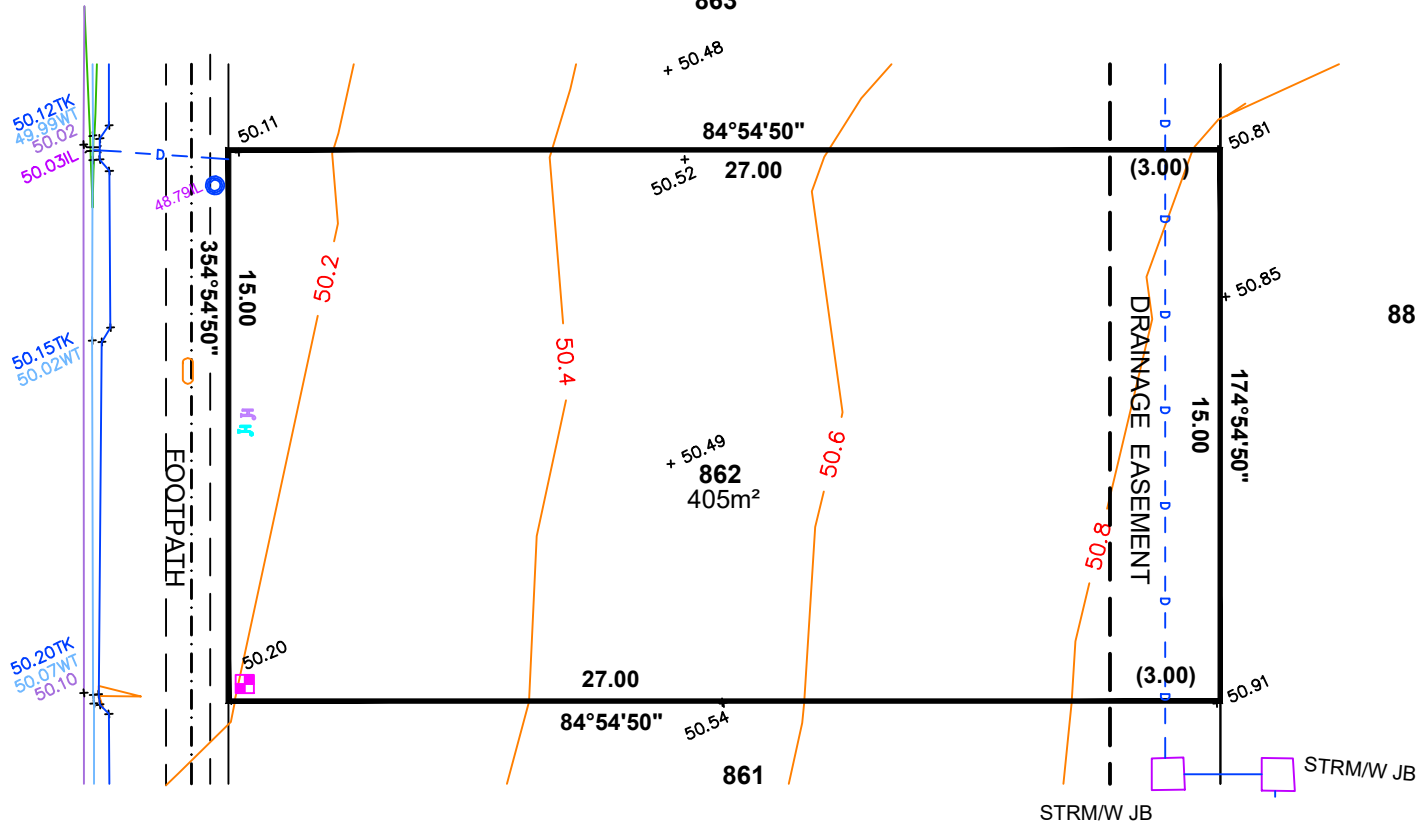 863
+ 50.48
50.12TK
49.99WT
50.02
50.03IL
D
50.11
84°54'50"
27.00
(3.00)
50.81
D
48.79IL
50.52
D
354°54'50"
15.00
50.2
50.4
50.6
50.8
+ 50.85
D
88
50.15TK
50.02WT
DRAINAGE EASEMENT
D
174°54'50"
15.00
FOOTPATH
+ 50.49
862
405m²
D
D
50.20TK
50.07WT
50.10
50.20
27.00
84°54'50"
50.54
(3.00)
D
50.91
861
STRM/W JB
STRM/W JB